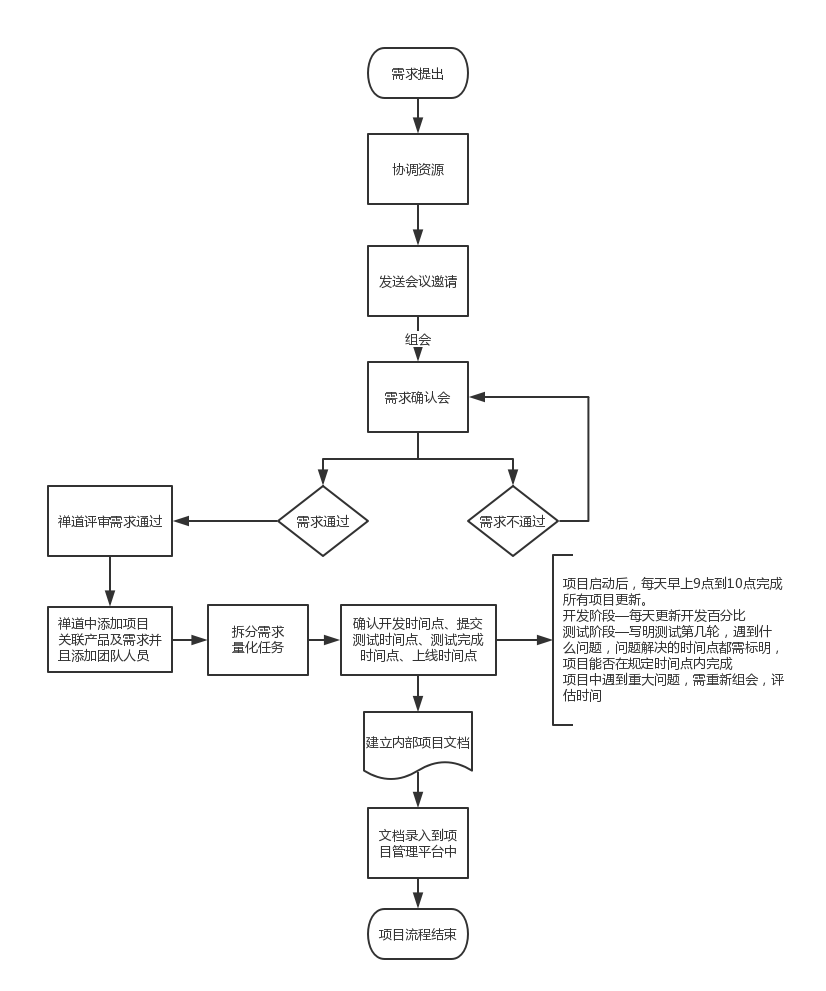 需求提出
协调资源
发送会议邀请
组会
需求确认会
禅道评审需求通过
需求通过
需求不通过
禅道中添加项目
关联产品及需求并
且添加团队人员
拆分需求
量化任务
确认开发时间点、提交
测试时间点、测试完成
时间点、上线时间点
项目启动后，每天早上9点到10点完成
所有项目更新。
开发阶段—每天更新开发百分比
测试阶段—写明测试第几轮，遇到什
么问题，问题解决的时间点都需标明，
项目能否在规定时间点内完成
项目中遇到重大问题，需重新组会，评
估时间
建立内部项目文档
文档录入到项
目管理平台中
项目流程结束